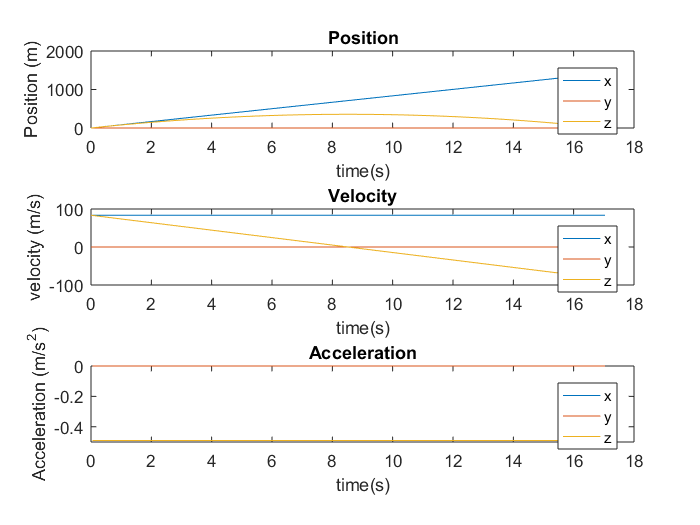 Position
Position (m)
2000
1000
0
x
y
z
0 2 4 6 8 10 12 14 16 18
time(s)
Velocity
velocity (m/s)
100
0
-100
x
y
z
0 2 4 6 8 10 12 14 16 18
time(s)
Acceleration
Acceleration (m/s²)
0
-0.2
-0.4
x
y
z
0 2 4 6 8 10 12 14 16 18
time(s)